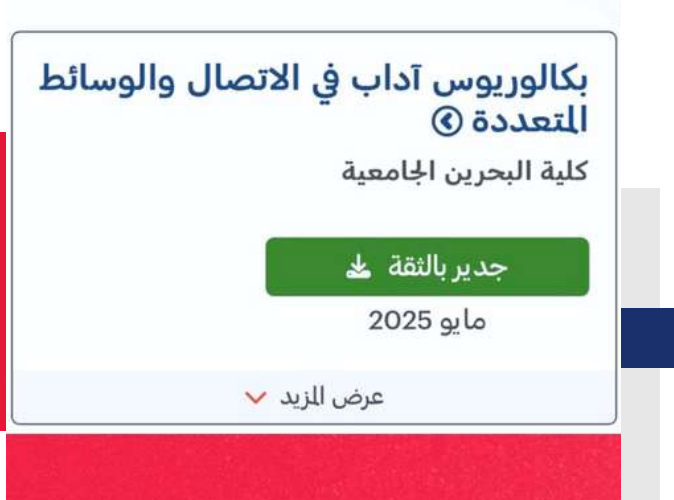 بكالوريوس آداب في الاتصال والوسائط
المتعددة
كلية البحرين الجامعية
جدير بالثقة
مايو 2025
عرض المزيد